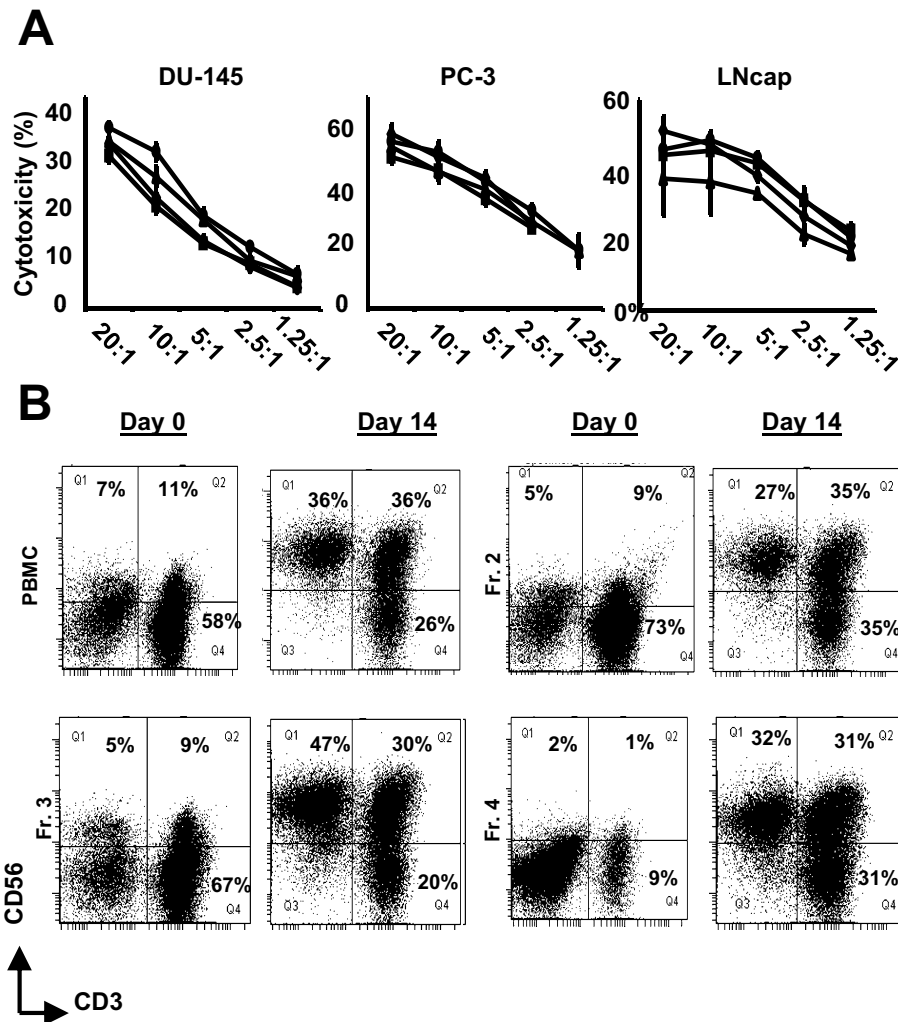 A
DU-145 PC-3 LNcap
Cytotoxicity (%)
40
30
20
10
0
60
40
20
0
60
40
20
0%
20:1 10:1 5:1 2.5:1 1.25:1
20:1 10:1 5:1 2.5:1 1.25:1
20:1 10:1 5:1 2.5:1 1.25:1
B
Day 0 Day 14 Day 0 Day 14
PBMC
Q1 7% 11% Q2
58%
Q4
Q1 36% 36% Q2
26%
Q3 Q4
Fr. 2
Q1 5% 9% Q2
73%
Q3 Q4
Q1 27% 35% Q2
35%
Q3 Q4
Fr. 3
Q1 5% 9% Q2
67%
Q3 Q4
Q1 47% 30% Q2
20%
Q3 Q4
Fr. 4
Q1 2% 1% Q2
9%
Q4
Q1 32% 31% Q2
31%
Q3 Q4
CD56
CD3